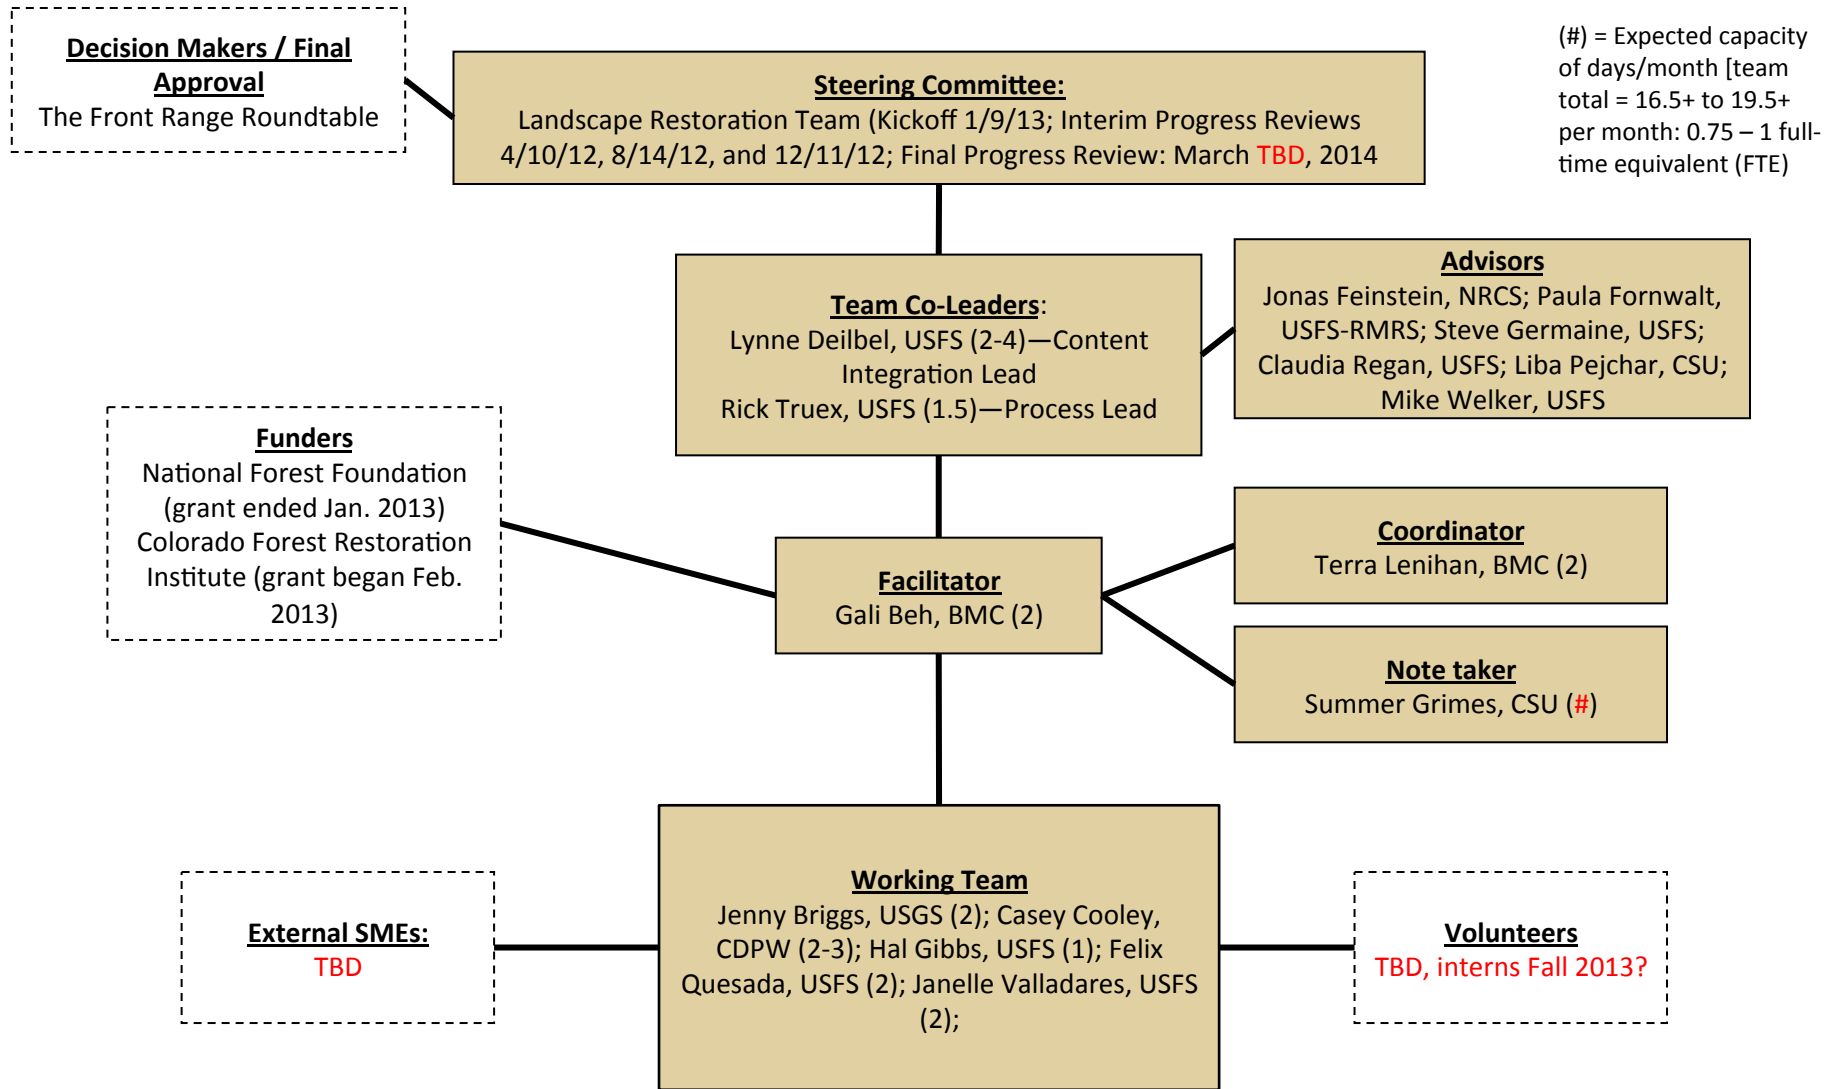 Decision Makers / Final
Approval
The Front Range Roundtable
Steering Committee:
Landscape Restoration Team (Kickoff 1/9/13; Interim Progress Reviews
4/10/12, 8/14/12, and 12/11/12; Final Progress Review: March TBD, 2014
(#) = Expected capacity
of days/month [team
total = 16.5+ to 19.5+
per month: 0.75 – 1 full-
time equivalent (FTE)
Team Co-Leaders:
Lynne Deilbel, USFS (2-4)—Content
Integration Lead
Rick Truex, USFS (1.5)—Process Lead
Advisors
Jonas Feinstein, NRCS; Paula Fornwalt,
USFS-RMRS; Steve Germaine, USFS;
Claudia Regan, USFS; Liba Pejchar, CSU;
Mike Welker, USFS
Funders
National Forest Foundation
(grant ended Jan. 2013)
Colorado Forest Restoration
Institute (grant began Feb.
2013)
Facilitator
Gali Beh, BMC (2)
Coordinator
Terra Lenihan, BMC (2)
Note taker
Summer Grimes, CSU (#)
Working Team
Jenny Briggs, USGS (2); Casey Cooley,
CDPW (2-3); Hal Gibbs, USFS (1); Felix
Quesada, USFS (2); Janelle Valladares, USFS
(2);
External SMEs:
TBD
Volunteers
TBD, interns Fall 2013?